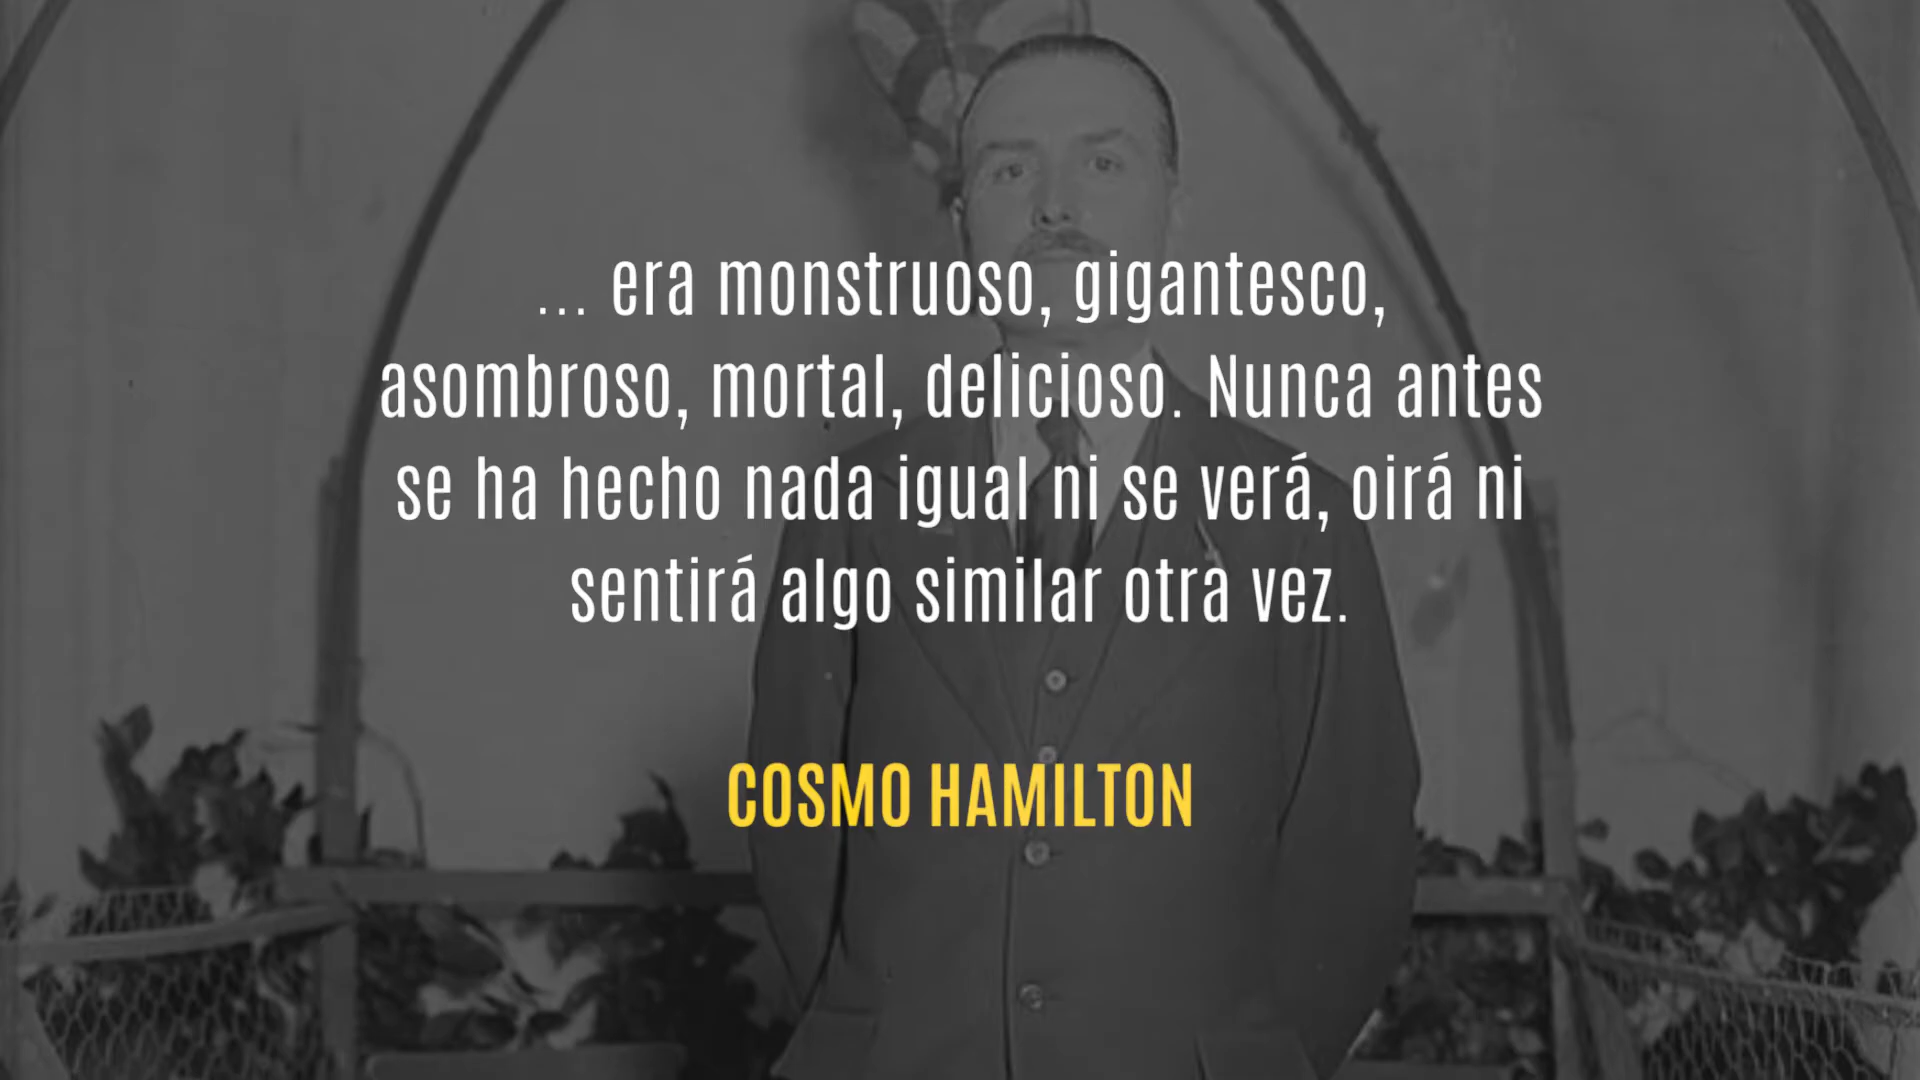 ... era monstruoso, gigantesco,
asombroso, mortal, delicioso. Nunca antes
se ha hecho nada igual ni se verá, oirá ni
sentirá algo similar otra vez.
COSMO HAMILTON